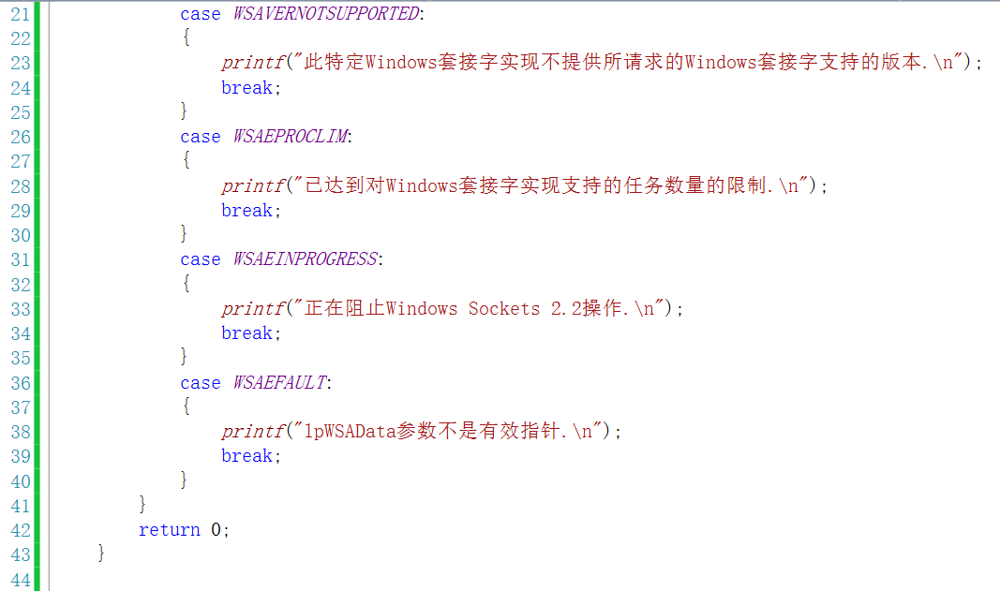 21 case WSAVERNOTSUPPORTED:
22 {
23 printf("此特定Windows套接字实现不提供所请求的Windows套接字支持的版本.\n");
24 break;
25 }
26 case WSAEPROCLIM:
27 {
28 printf("已达到对Windows套接字实现支持的任务数量的限制.\n");
29 break;
30 }
31 case WSAEINPROGRESS:
32 {
33 printf("正在阻止Windows Sockets 2.2操作.\n");
34 break;
35 }
36 case WSAEFAULT:
37 {
38 printf("lpWSAData参数不是有效指针.\n");
39 break;
40 }
41 }
42 return 0;
43 }
44